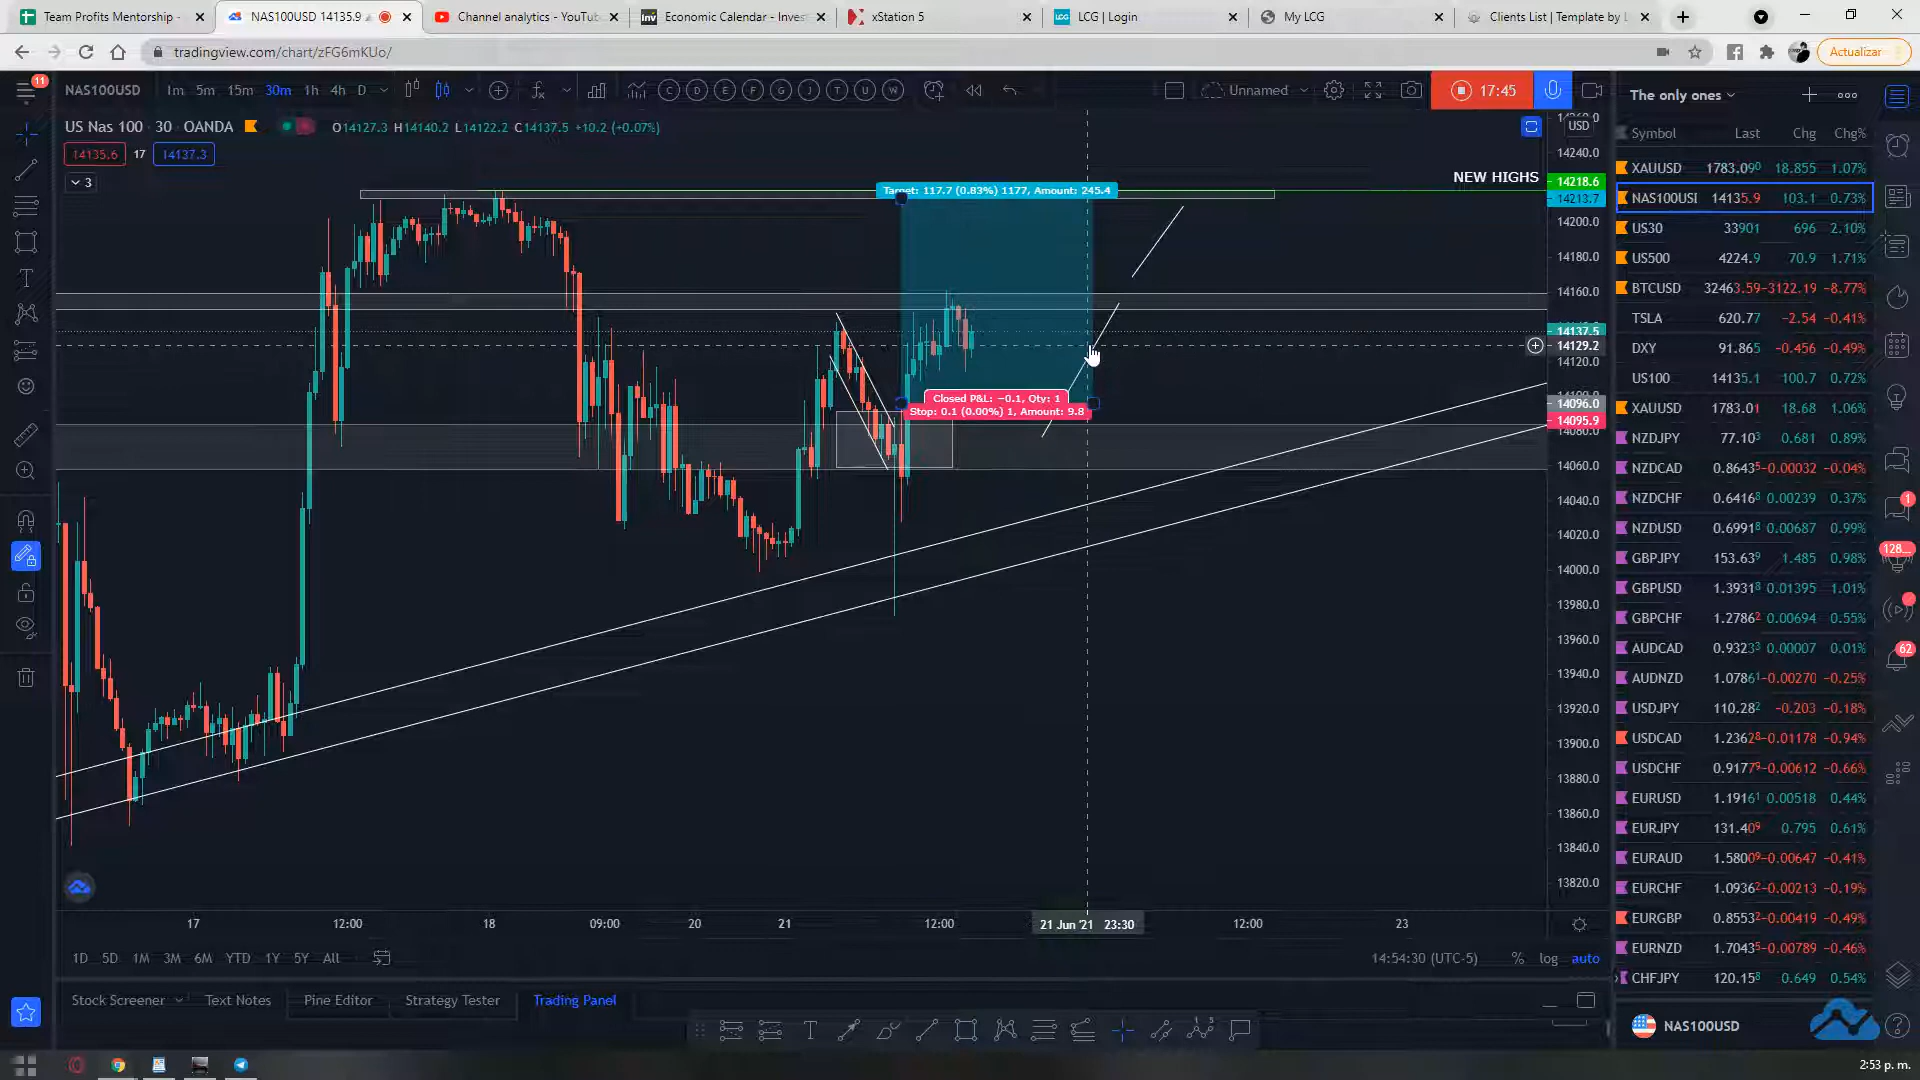 Team Profits Mentorship -
NAS100USD 14135.9
Channel analytics - YouTub
Economic Calendar - Inves
xStation 5
LCG | Login
My LCG
Clients List | Template by L
tradingview.com/chart/zFG6mKUo/
Actualizar
11
NAS100USD
1m 5m 15m 30m 1h 4h D
C D E F G J T U W
Unnamed
17:45
The only ones
US Nas 100 · 30 · OANDA
O14127.3 H14140.2 L14122.2 C14137.5 +10.2 (+0.07%)
USD
14135.6 17 14137.3
3
Symbol Last Chg Chg%
XAUUSD 1783.090 18.855 1.07%
NAS100USI 14135.9 103.1 0.73%
US30 33901 696 2.10%
US500 4224.9 70.9 1.71%
BTCUSD 32463.59 -3122.19 -8.77%
TSLA 620.77 -2.54 -0.41%
DXY 91.865 -0.456 -0.49%
US100 14135.1 100.7 0.72%
XAUUSD 1783.01 18.68 1.06%
NZDJPY 77.103 0.681 0.89%
NZDCAD 0.86435 -0.00032 -0.04%
NZDCHF 0.64168 0.00239 0.37%
NZDUSD 0.69918 0.00687 0.99%
GBPJPY 153.639 1.485 0.98%
GBPUSD 1.39318 0.01395 1.01%
GBPCHF 1.27862 0.00694 0.55%
AUDCAD 0.93233 0.00007 0.01%
AUDNZD 1.07861 -0.00270 -0.25%
USDJPY 110.282 -0.203 -0.18%
USDCAD 1.23628 -0.01178 -0.94%
USDCHF 0.91779 -0.00612 -0.66%
EURUSD 1.19161 0.00518 0.44%
EURJPY 131.409 0.795 0.61%
EURAUD 1.58009 -0.00647 -0.41%
EURCHF 1.09362 -0.00213 -0.19%
EURGBP 0.85532 -0.00419 -0.49%
EURNZD 1.70435 -0.00789 -0.46%
CHFJPY 120.158 0.649 0.54%
NAS100USD
NEW HIGHS
Target: 117.7 (0.83%) 1177, Amount: 245.4
Closed P&L: −0.1, Qty: 1
Stop: 0.1 (0.00%) 1, Amount: 9.8
14240.0
14218.6
14213.7
14200.0
14180.0
14160.0
14137.5
14129.2
14120.0
14096.0
14095.9
14080.0
14060.0
14040.0
14020.0
14000.0
13980.0
13960.0
13940.0
13920.0
13900.0
13880.0
13860.0
13840.0
13820.0
1
128...
62
17 12:00 18 09:00 20 21 12:00 21 Jun '21 23:30 12:00 23
1D 5D 1M 3M 6M YTD 1Y 5Y All
14:54:30 (UTC-5) % log auto
Stock Screener Text Notes Pine Editor Strategy Tester Trading Panel
2:53 p. m.